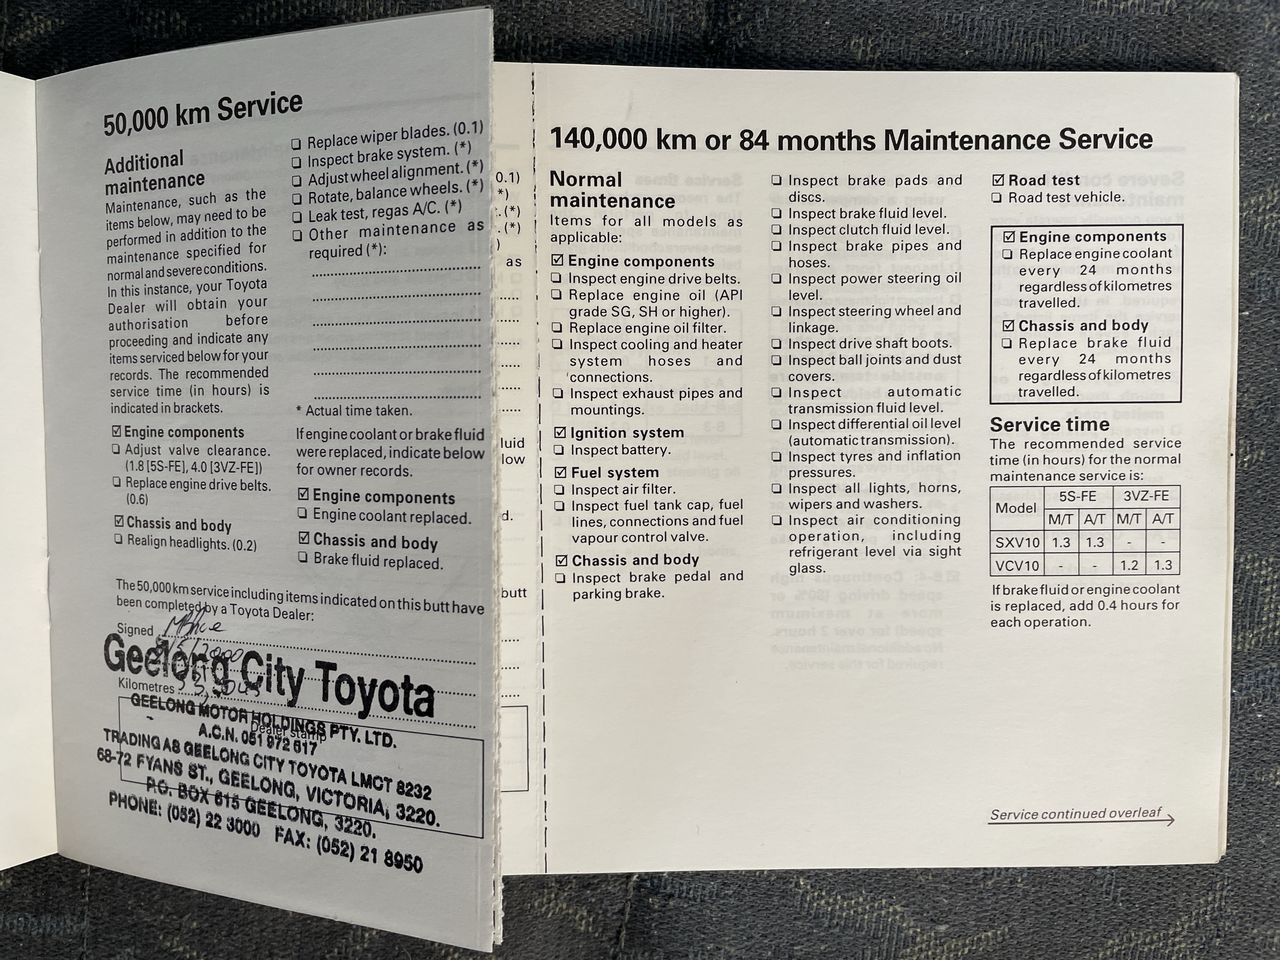 50,000 km Service
Additional
maintenance
Maintenance, such as the
items below, may need to be
performed in addition to the
maintenance specified for
normal and severe conditions.
In this instance, your Toyota
Dealer will obtain your
authorisation before
proceeding and indicate any
items serviced below for your
records. The recommended
service time (in hours) is
indicated in brackets.
☑ Engine components
❏ Adjust valve clearance.
(1.8 [5S-FE], 4.0 [3VZ-FE])
❏ Replace engine drive belts.
(0.6)
☑ Chassis and body
❏ Realign headlights. (0.2)
❏ Replace wiper blades. (0.1)
❏ Inspect brake system. (*)
❏ Adjust wheel alignment. (*)
❏ Rotate, balance wheels. (*)
❏ Leak test, regas A/C. (*)
❏ Other maintenance as
required (*):
* Actual time taken.
If engine coolant or brake fluid
were replaced, indicate below
for owner records.
☑ Engine components
❏ Engine coolant replaced.
☑ Chassis and body
❏ Brake fluid replaced.
The 50,000 km service including items indicated on this butt have
been completed by a Toyota Dealer:
Signed
Geelong City Toyota
Kilometres
Dealer stamp
GEELONG MOTOR HOLDINGS PTY. LTD.
A.C.N. 051 972 617
TRADING AS GEELONG CITY TOYOTA LMCT 8232
68-72 FYANS ST., GEELONG, VICTORIA, 3220.
P.O. BOX 615 GEELONG, 3220.
PHONE: (052) 22 3000 FAX: (052) 21 8950
0.1)
*)
(*)
(*)
)
as
luid
low
d.
butt
140,000 km or 84 months Maintenance Service
Normal
maintenance
Items for all models as
applicable:
☑ Engine components
❏ Inspect engine drive belts.
❏ Replace engine oil (API
grade SG, SH or higher).
❏ Replace engine oil filter.
❏ Inspect cooling and heater
system hoses and
connections.
❏ Inspect exhaust pipes and
mountings.
☑ Ignition system
❏ Inspect battery.
☑ Fuel system
❏ Inspect air filter.
❏ Inspect fuel tank cap, fuel
lines, connections and fuel
vapour control valve.
☑ Chassis and body
❏ Inspect brake pedal and
parking brake.
❏ Inspect brake pads and
discs.
❏ Inspect brake fluid level.
❏ Inspect clutch fluid level.
❏ Inspect brake pipes and
hoses.
❏ Inspect power steering oil
level.
❏ Inspect steering wheel and
linkage.
❏ Inspect drive shaft boots.
❏ Inspect ball joints and dust
covers.
❏ Inspect automatic
transmission fluid level.
❏ Inspect differential oil level
(automatic transmission).
❏ Inspect tyres and inflation
pressures.
❏ Inspect all lights, horns,
wipers and washers.
❏ Inspect air conditioning
operation, including
refrigerant level via sight
glass.
☑ Road test
❏ Road test vehicle.
☑ Engine components
❏ Replace engine coolant
every 24 months
regardless of kilometres
travelled.
☑ Chassis and body
❏ Replace brake fluid
every 24 months
regardless of kilometres
travelled.
Service time
The recommended service
time (in hours) for the normal
maintenance service is:
Model 5S-FE 3VZ-FE
M/T A/T M/T A/T
SXV10 1.3 1.3 - -
VCV10 - - 1.2 1.3
If brake fluid or engine coolant
is replaced, add 0.4 hours for
each operation.
Service continued overleaf